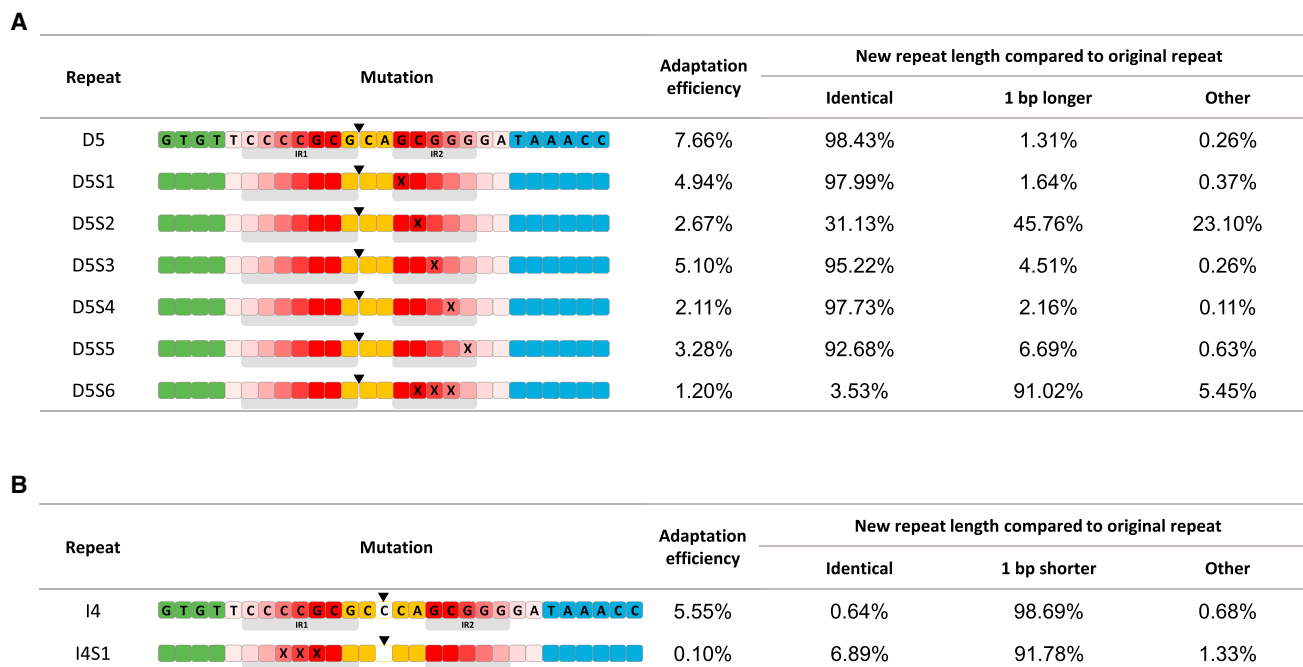 A
Repeat Mutation Adaptation efficiency New repeat length compared to original repeat
Identical 1 bp longer Other
D5 G T G T T C C C C G C G C A G C G G G G A T A A A C C 7.66% 98.43% 1.31% 0.26%
IR1 IR2
D5S1 X 4.94% 97.99% 1.64% 0.37%
D5S2 X 2.67% 31.13% 45.76% 23.10%
D5S3 X 5.10% 95.22% 4.51% 0.26%
D5S4 X 2.11% 97.73% 2.16% 0.11%
D5S5 X 3.28% 92.68% 6.69% 0.63%
D5S6 X X X 1.20% 3.53% 91.02% 5.45%
B
Repeat Mutation Adaptation efficiency New repeat length compared to original repeat
Identical 1 bp shorter Other
I4 G T G T T C C C C G C G C C C A G C G G G G A T A A A C C 5.55% 0.64% 98.69% 0.68%
IR1 IR2
I4S1 X X X 0.10% 6.89% 91.78% 1.33%